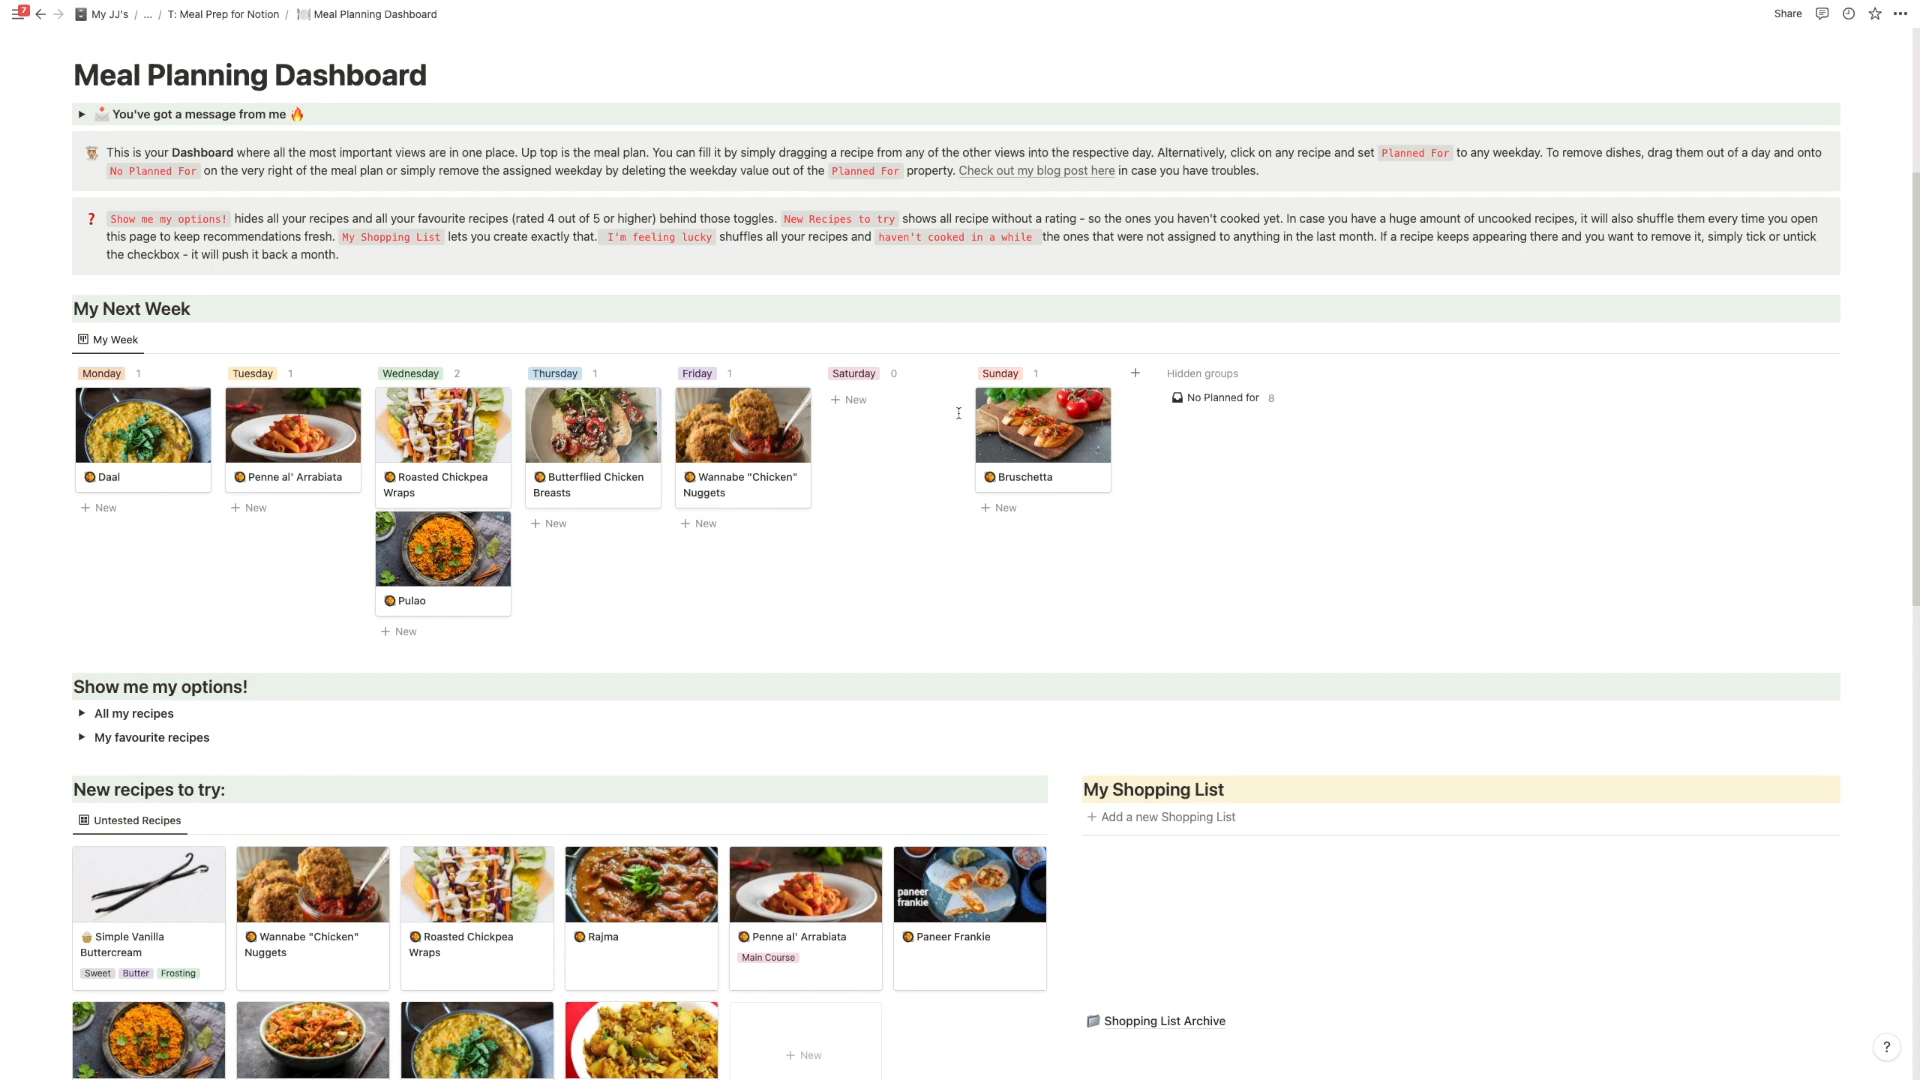 7
My JJ's / ... / T: Meal Prep for Notion / Meal Planning Dashboard
Share
Meal Planning Dashboard
You've got a message from me
This is your Dashboard where all the most important views are in one place. Up top is the meal plan. You can fill it by simply dragging a recipe from any of the other views into the respective day. Alternatively, click on any recipe and set Planned For to any weekday. To remove dishes, drag them out of a day and onto
No Planned For on the very right of the meal plan or simply remove the assigned weekday by deleting the weekday value out of the Planned For property. Check out my blog post here in case you have troubles.
Show me my options! hides all your recipes and all your favourite recipes (rated 4 out of 5 or higher) behind those toggles. New Recipes to try shows all recipe without a rating - so the ones you haven't cooked yet. In case you have a huge amount of uncooked recipes, it will also shuffle them every time you open
this page to keep recommendations fresh. My Shopping List lets you create exactly that. I'm feeling lucky shuffles all your recipes and haven't cooked in a while the ones that were not assigned to anything in the last month. If a recipe keeps appearing there and you want to remove it, simply tick or untick
the checkbox - it will push it back a month.
My Next Week
My Week
Monday 1
Tuesday 1
Wednesday 2
Thursday 1
Friday 1
Saturday 0
Sunday 1
+
Hidden groups
+ New
No Planned for 8
Daal
Penne al' Arrabiata
Roasted Chickpea
Wraps
Butterflied Chicken
Breasts
Wannabe "Chicken"
Nuggets
Bruschetta
+ New
+ New
+ New
+ New
+ New
Pulao
+ New
Show me my options!
All my recipes
My favourite recipes
New recipes to try:
Untested Recipes
My Shopping List
+ Add a new Shopping List
Simple Vanilla
Buttercream
Sweet Butter Frosting
Wannabe "Chicken"
Nuggets
Roasted Chickpea
Wraps
Rajma
Penne al' Arrabiata
Main Course
paneer
frankie
Paneer Frankie
+ New
Shopping List Archive
?